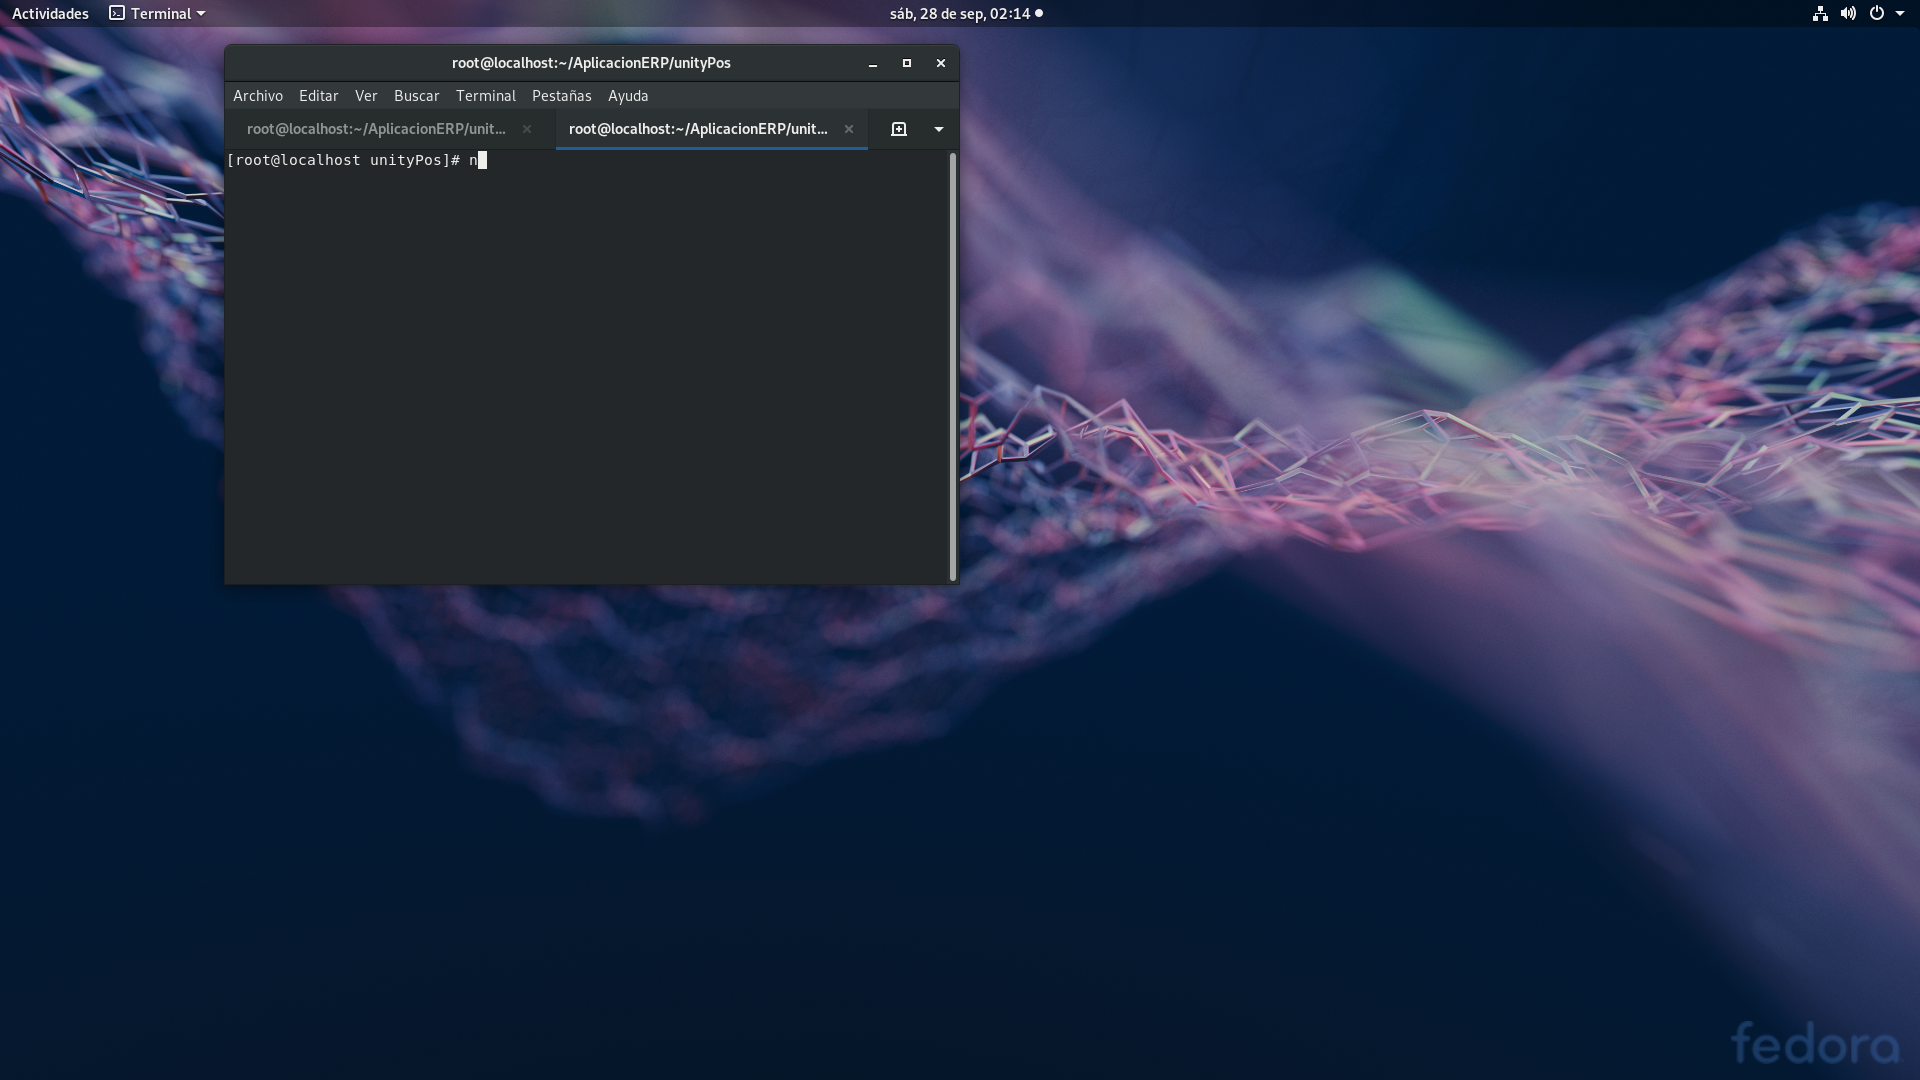 Actividades Terminal sáb, 28 de sep, 02:14
root@localhost:~/AplicacionERP/unityPos
Archivo Editar Ver Buscar Terminal Pestañas Ayuda
root@localhost:~/AplicacionERP/unit... root@localhost:~/AplicacionERP/unit...
[root@localhost unityPos]# n
fedora